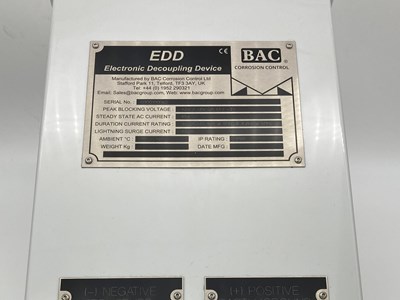 EDD
CE
Electronic Decoupling Device
BAC ®
CORROSION CONTROL
Manufactured by BAC Corrosion Control Ltd
Stafford Park 11, Telford, TF3 3AY, UK
Tel: +44 (0) 1952 290321
Email: Sales@bacgroup.com, Web: www.bacgroup.com
SERIAL No :
PEAK BLOCKING VOLTAGE :
STEADY STATE AC CURRENT :
DURATION CURRENT RATING :
LIGHTNING SURGE CURRENT :
AMBIENT °C : IP RATING :
WEIGHT Kg : DATE MFG :
(-) NEGATIVE
(+) POSITIVE